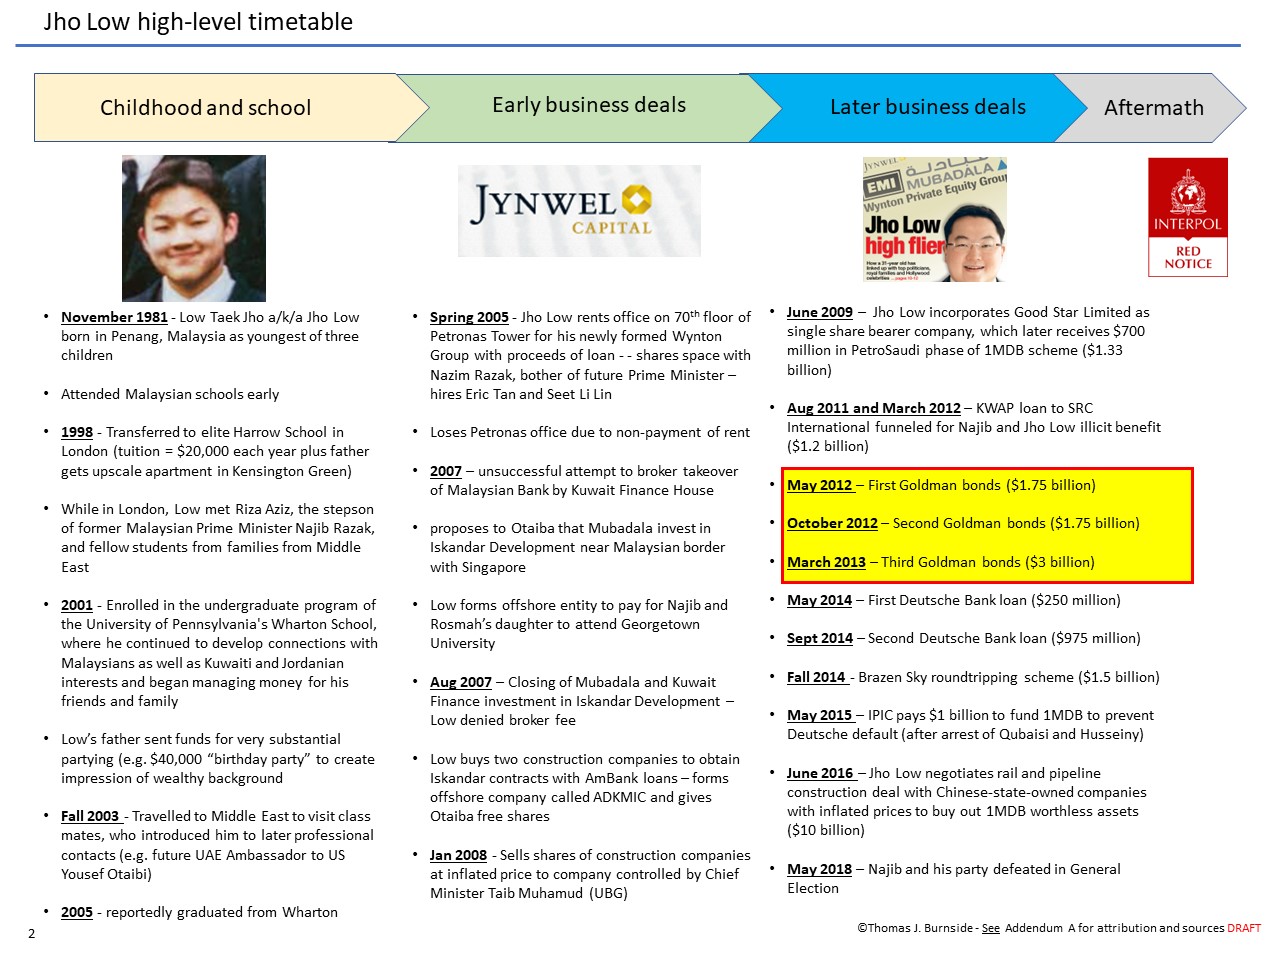 Jho Low high-level timetable
Childhood and school
Early business deals
Later business deals
Aftermath
JYNWEL
CAPITAL
JYNWEL
EMI
MUBADALA
Wynton Private Equity Group
Jho Low
high flier
How a 31-year old has
linked up with top politicians,
royal families and Hollywood
celebrities
INTERPOL
RED
NOTICE
• November 1981 - Low Taek Jho a/k/a Jho Low
born in Penang, Malaysia as youngest of three
children
• Attended Malaysian schools early
• 1998 - Transferred to elite Harrow School in
London (tuition = $20,000 each year plus father
gets upscale apartment in Kensington Green)
• While in London, Low met Riza Aziz, the stepson
of former Malaysian Prime Minister Najib Razak,
and fellow students from families from Middle
East
• 2001 - Enrolled in the undergraduate program of
the University of Pennsylvania's Wharton School,
where he continued to develop connections with
Malaysians as well as Kuwaiti and Jordanian
interests and began managing money for his
friends and family
• Low's father sent funds for very substantial
partying (e.g. $40,000 “birthday party” to create
impression of wealthy background
• Fall 2003 - Travelled to Middle East to visit class
mates, who introduced him to later professional
contacts (e.g. future UAE Ambassador to US
Yousef Otaibi)
• 2005 - reportedly graduated from Wharton
• Spring 2005 - Jho Low rents office on 70th floor of
Petronas Tower for his newly formed Wynton
Group with proceeds of loan - - shares space with
Nazim Razak, bother of future Prime Minister –
hires Eric Tan and Seet Li Lin
• Loses Petronas office due to non-payment of rent
• 2007 – unsuccessful attempt to broker takeover
of Malaysian Bank by Kuwait Finance House
• proposes to Otaiba that Mubadala invest in
Iskandar Development near Malaysian border
with Singapore
• Low forms offshore entity to pay for Najib and
Rosmah's daughter to attend Georgetown
University
• Aug 2007 – Closing of Mubadala and Kuwait
Finance investment in Iskandar Development –
Low denied broker fee
• Low buys two construction companies to obtain
Iskandar contracts with AmBank loans – forms
offshore company called ADKMIC and gives
Otaiba free shares
• Jan 2008 - Sells shares of construction companies
at inflated price to company controlled by Chief
Minister Taib Muhamud (UBG)
• June 2009 – Jho Low incorporates Good Star Limited as
single share bearer company, which later receives $700
million in PetroSaudi phase of 1MDB scheme ($1.33
billion)
• Aug 2011 and March 2012 – KWAP loan to SRC
International funneled for Najib and Jho Low illicit benefit
($1.2 billion)
• May 2012 – First Goldman bonds ($1.75 billion)
• October 2012 – Second Goldman bonds ($1.75 billion)
• March 2013 – Third Goldman bonds ($3 billion)
• May 2014 – First Deutsche Bank loan ($250 million)
• Sept 2014 – Second Deutsche Bank loan ($975 million)
• Fall 2014 - Brazen Sky roundtripping scheme ($1.5 billion)
• May 2015 – IPIC pays $1 billion to fund 1MDB to prevent
Deutsche default (after arrest of Qubaisi and Husseiny)
• June 2016 – Jho Low negotiates rail and pipeline
construction deal with Chinese-state-owned companies
with inflated prices to buy out 1MDB worthless assets
($10 billion)
• May 2018 – Najib and his party defeated in General
Election
2
©Thomas J. Burnside - See Addendum A for attribution and sources DRAFT